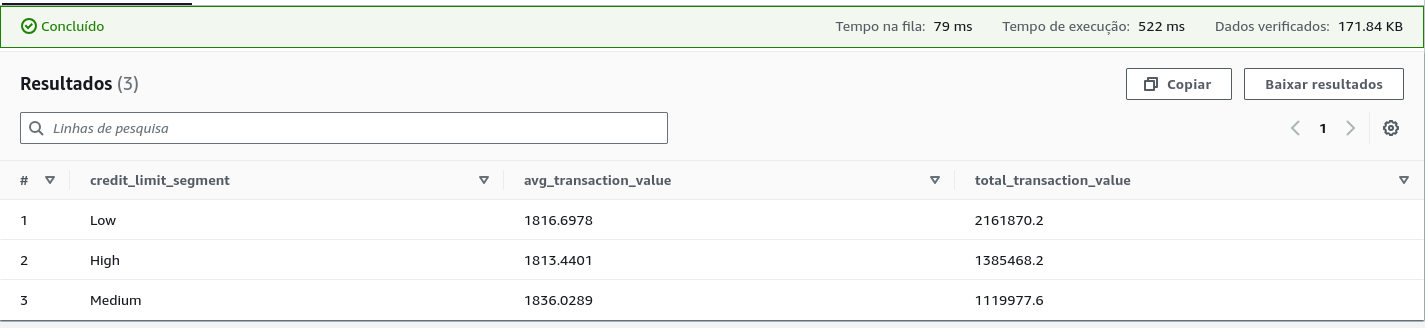 Concluído Tempo na fila: 79 ms Tempo de execução: 522 ms Dados verificados: 171.84 KB
Resultados (3) Copiar Baixar resultados
Linhas de pesquisa 1
# credit_limit_segment avg_transaction_value total_transaction_value
1 Low 1816.6978 2161870.2
2 High 1813.4401 1385468.2
3 Medium 1836.0289 1119977.6